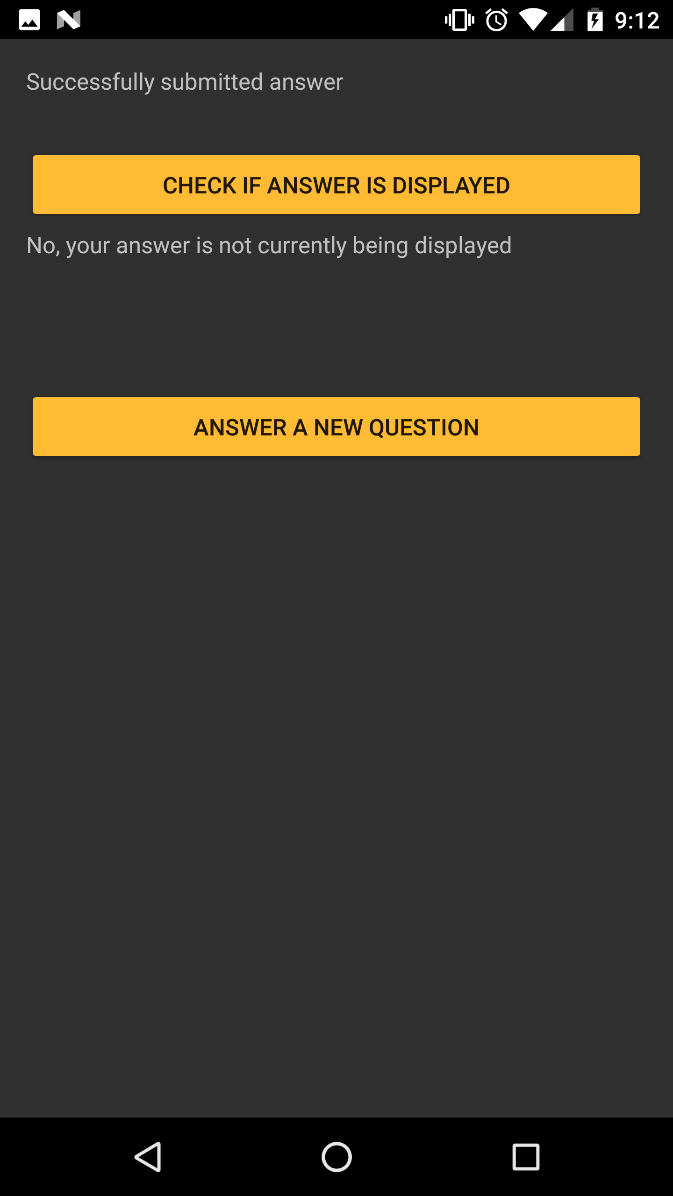 9:12
Successfully submitted answer
CHECK IF ANSWER IS DISPLAYED
No, your answer is not currently being displayed
ANSWER A NEW QUESTION